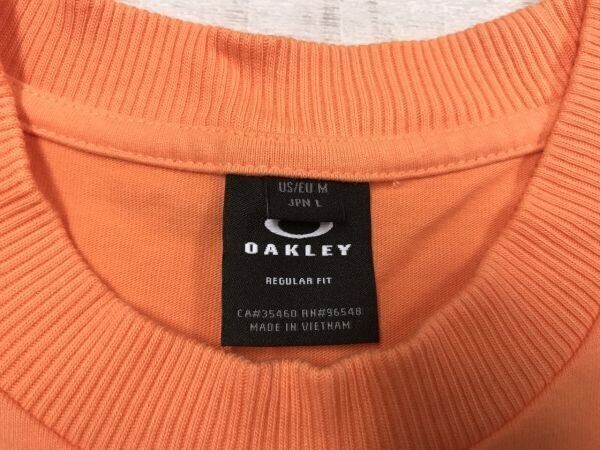 US/EU M
JPN L
OAKLEY
REGULAR FIT
CA#35460 RN#96548
MADE IN VIETNAM